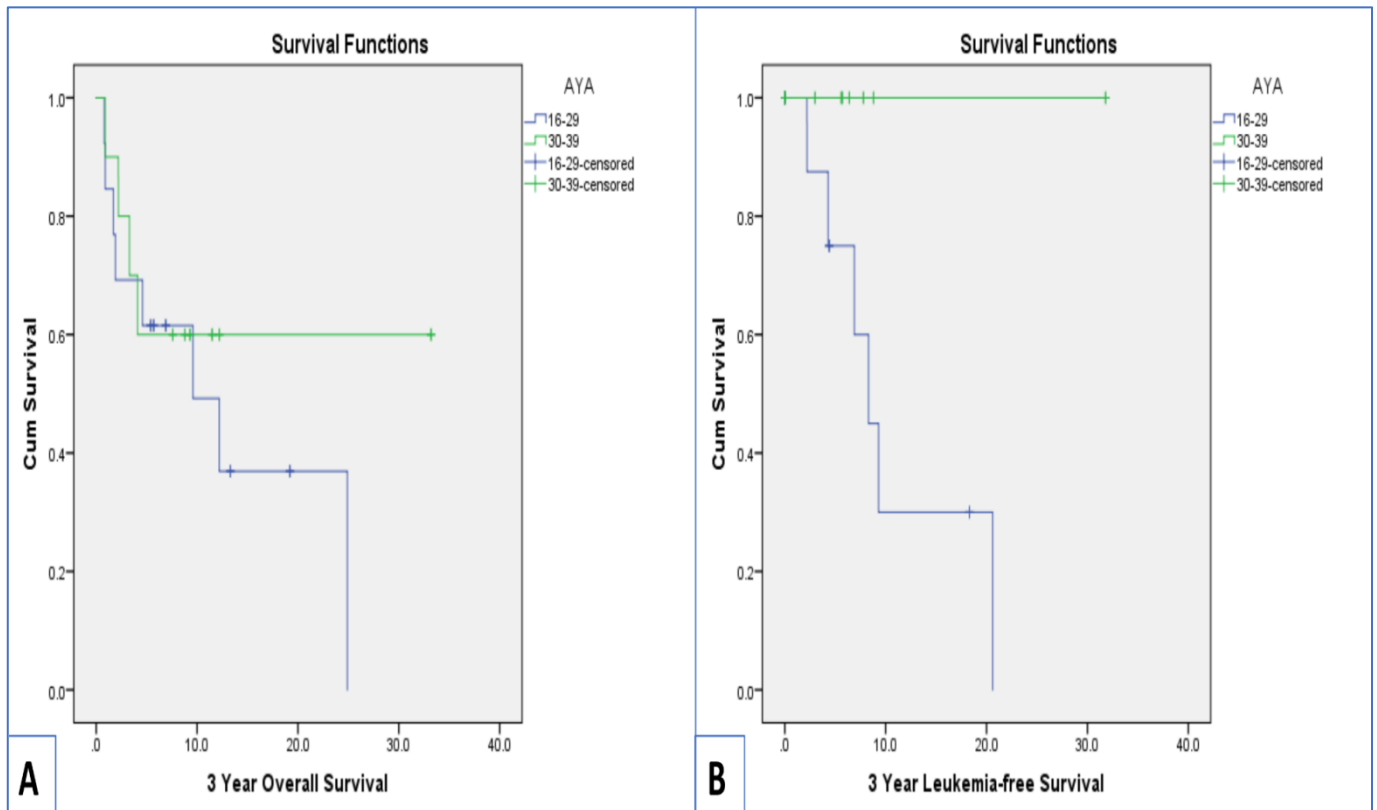 Survival Functions
AYA
16-29
30-39
16-29-censored
30-39-censored
Cum Survival
1.0
0.8
0.6
0.4
0.2
0.0
.0 10.0 20.0 30.0 40.0
3 Year Overall Survival
A
Survival Functions
AYA
16-29
30-39
16-29-censored
30-39-censored
Cum Survival
1.0
0.8
0.6
0.4
0.2
0.0
.0 10.0 20.0 30.0 40.0
3 Year Leukemia-free Survival
B